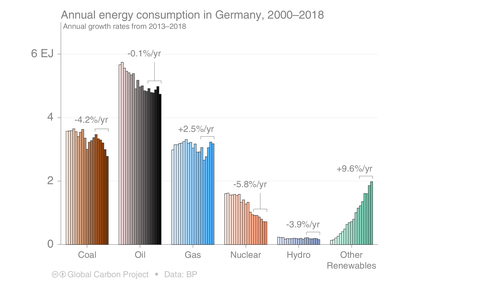 Annual energy consumption in Germany, 2000–2018
Annual growth rates from 2013–2018
6 EJ
4
2
0
-4.2%/yr
-0.1%/yr
+2.5%/yr
-5.8%/yr
-3.9%/yr
+9.6%/yr
Coal
Oil
Gas
Nuclear
Hydro
Other
Renewables
Global Carbon Project • Data: BP